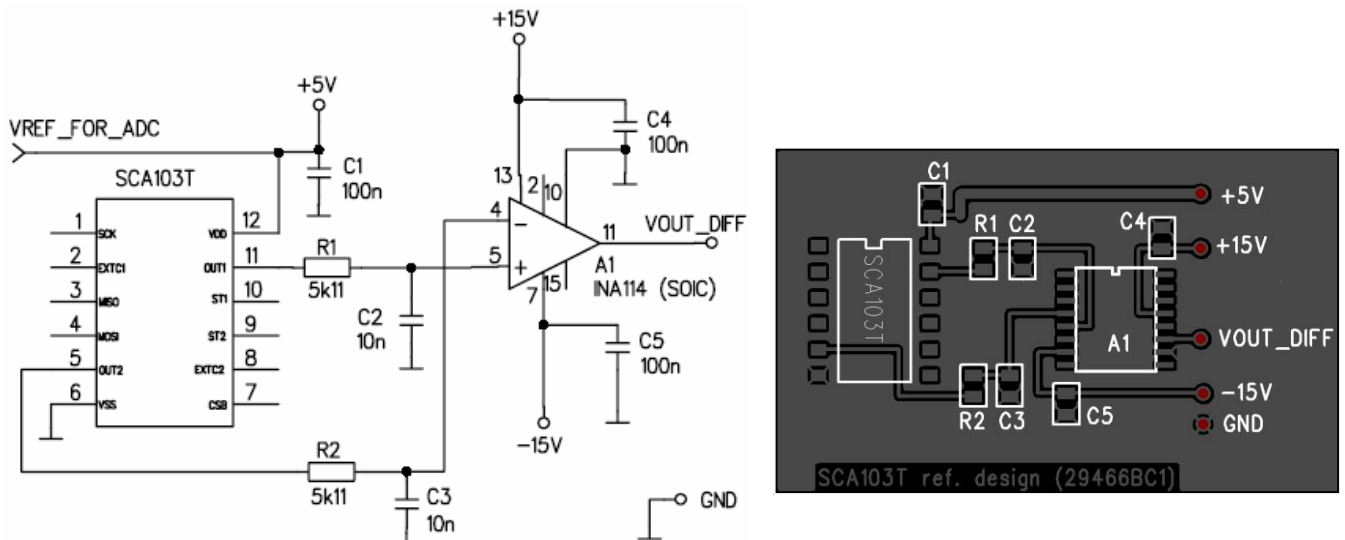 +15V
+5V
VREF_FOR_ADC
C4
100n
C1
100n
SCA103T
13
2
10
1
SCK
VDD
12
2
EXTC1
OUT1
11
3
MISO
ST1
10
4
MOSI
ST2
9
5
OUT2
EXTC2
8
6
VSS
CSB
7
R1
5k11
C2
10n
4
5
−
+
11
VOUT_DIFF
A1
INA114 (SOIC)
7
15
C5
100n
-15V
R2
5k11
C3
10n
GND
C1
+5V
R1
C2
C4
+15V
SCA103T
A1
VOUT_DIFF
-15V
R2
C3
C5
GND
SCA103T ref. design (29466BC1)